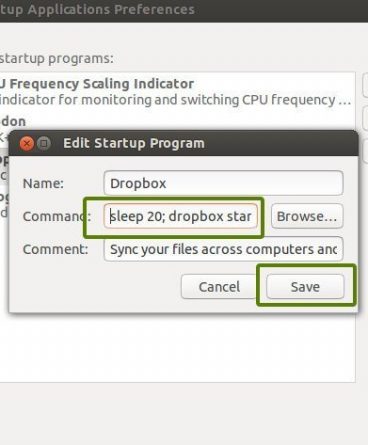 tup Applications Preferences
startup programs:
U Frequency Scaling Indicator
indicator for monitoring and switching CPU frequency ...
don
K+
Edit Startup Program
Name: Dropbox
Command: sleep 20; dropbox star Browse...
Comment: Sync your files across computers and
Cancel Save